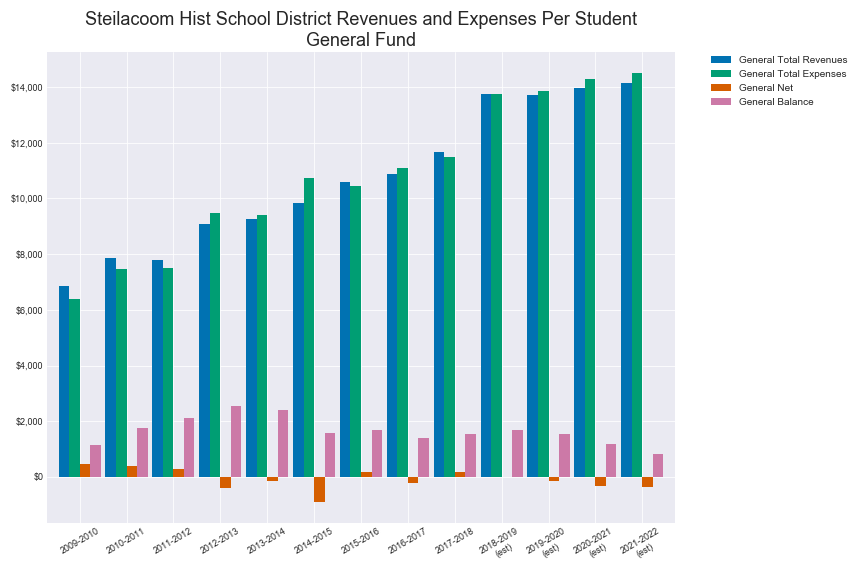 Steilacoom Hist School District Revenues and Expenses Per Student
General Fund
General Total Revenues
General Total Expenses
General Net
General Balance
$14,000
$12,000
$10,000
$8,000
$6,000
$4,000
$2,000
$0
2009-2010
2010-2011
2011-2012
2012-2013
2013-2014
2014-2015
2015-2016
2016-2017
2017-2018
2018-2019
(est)
2019-2020
(est)
2020-2021
(est)
2021-2022
(est)